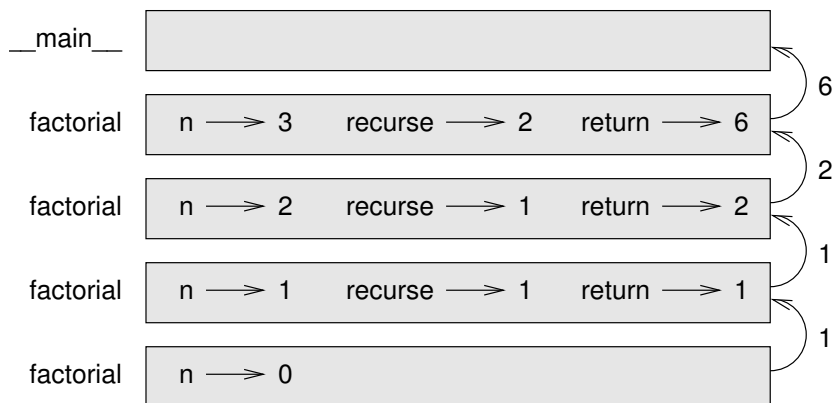 __main__
6
factorial n 3 recurse 2 return 6
2
factorial n 2 recurse 1 return 2
1
factorial n 1 recurse 1 return 1
1
factorial n 0